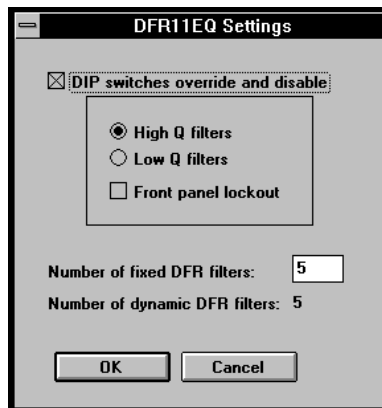 DFR11EQ Settings
DIP switches override and disable
High Q filters
Low Q filters
Front panel lockout
Number of fixed DFR filters: 5
Number of dynamic DFR filters: 5
OK Cancel